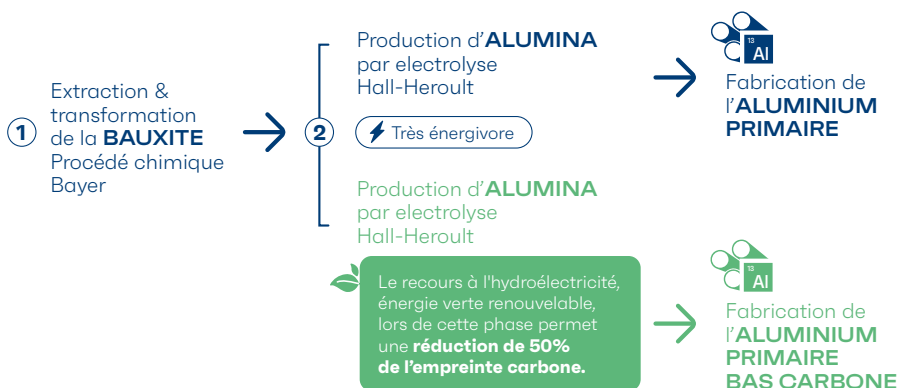 1
Extraction &
transformation
de la BAUXITE
Procédé chimique
Bayer
2
Production d'ALUMINA
par electrolyse
Hall-Heroult
Très énergivore
13
Al
Fabrication de
l'ALUMINIUM
PRIMAIRE
Production d'ALUMINA
par electrolyse
Hall-Heroult
Le recours à l'hydroélectricité,
énergie verte renouvelable,
lors de cette phase permet
une réduction de 50%
de l'empreinte carbone.
13
Al
Fabrication de
l'ALUMINIUM
PRIMAIRE
BAS CARBONE